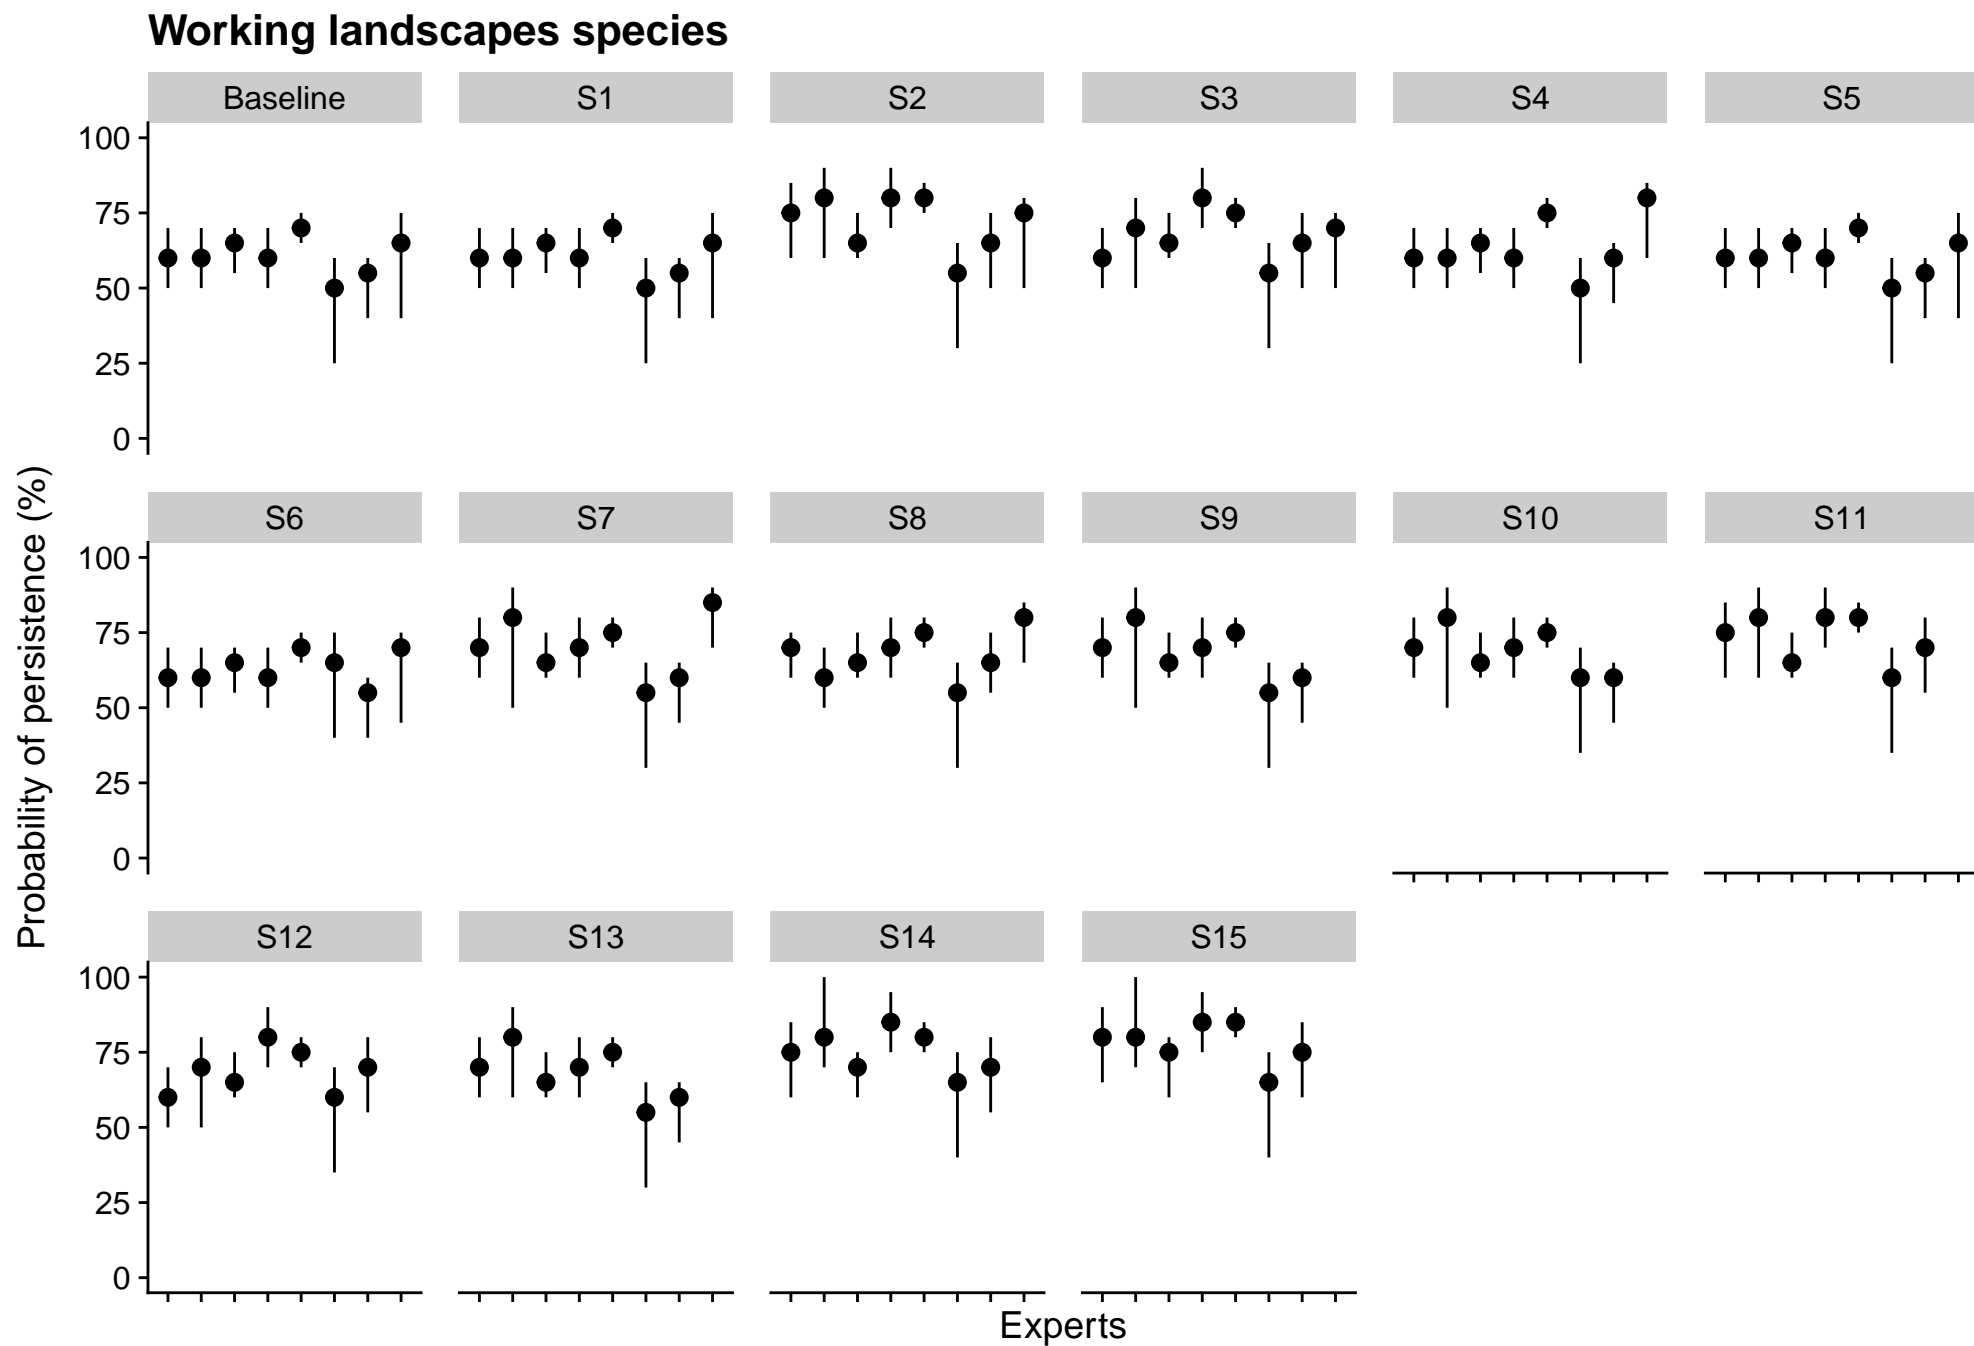 Working landscapes species
Baseline S1 S2 S3 S4 S5
100
75
50
25
0
Probability of persistence (%)
S6 S7 S8 S9 S10 S11
100
75
50
25
0
S12 S13 S14 S15
100
75
50
25
0
Experts